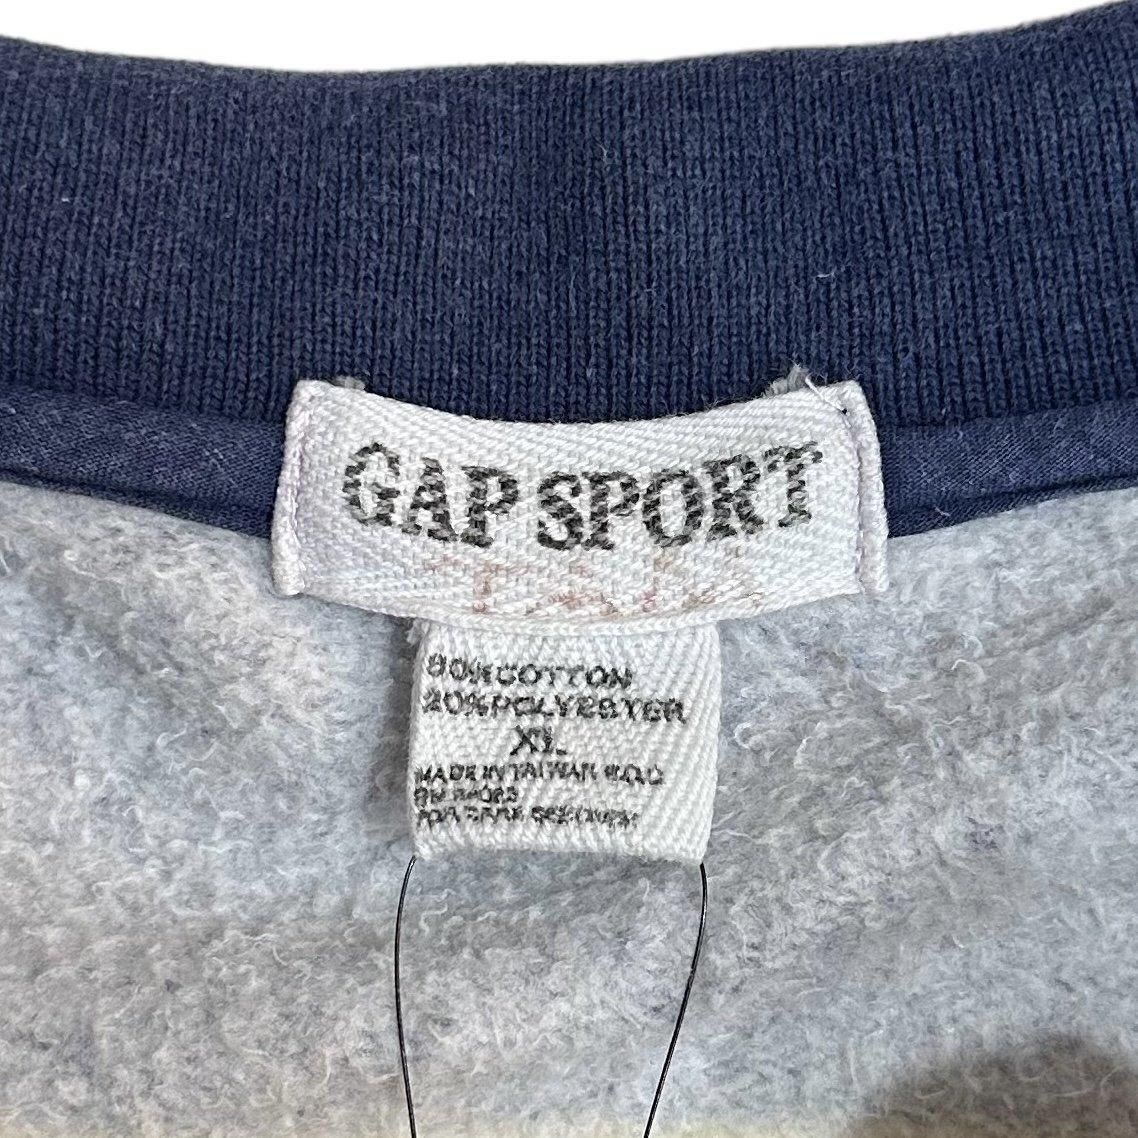 GAP SPORT
80% COTTON
20% POLYESTER
XL
MADE IN TAIWAN R.O.C